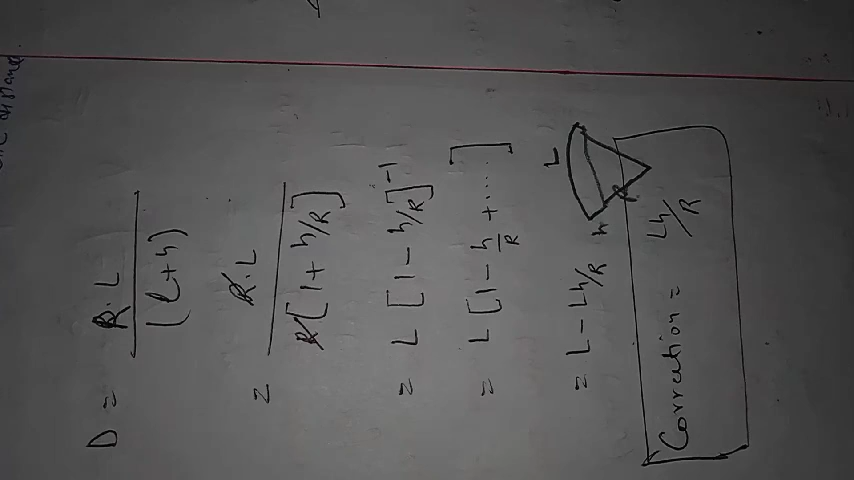 D = R.L / (R+h)
= R.L / R[1 + h/R]
= L [1 - h/R]^-1
= L [1 - h/R + ....]
= L - Lh/R
L
R
h
Correction = Lh/R